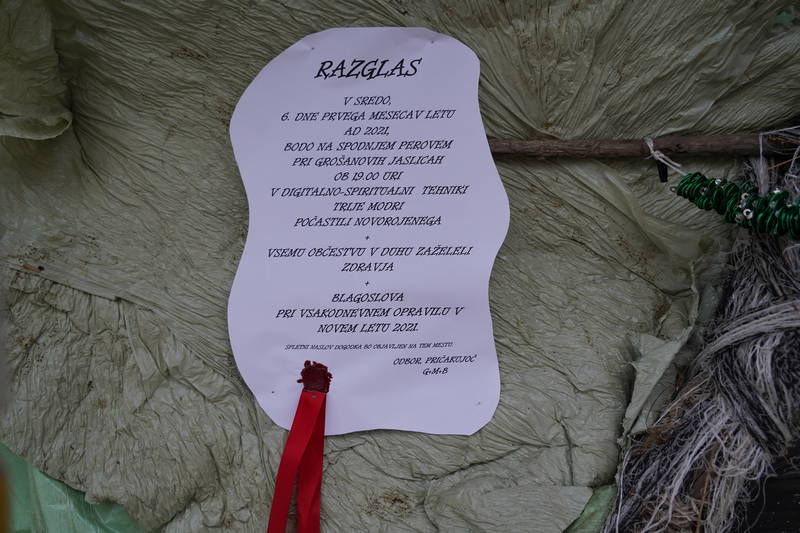 RAZGLAS
V SREDO,
6. DNE PRVEGA MESECAV LETU
AD 2021,
BODO NA SPODNJEM PEROVEM
PRI GROŠANOVIH JASLICAH
OB 19.00 URI
V DIGITALNO-SPIRITUALNI TEHNIKI
TRIJE MODRI
POČASTILI NOVOROJENEGA
+
VSEMU OBČESTVU V DUHU ZAŽELELI
ZDRAVJA
+
BLAGOSLOVA
PRI VSAKODNEVNEM OPRAVILU V
NOVEM LETU 2021.
SPLETNI NASLOV DOGODKA BO OBJAVLJEN NA TEM MESTU.
ODBOR, PRIČAKUJOČ
G+M+B